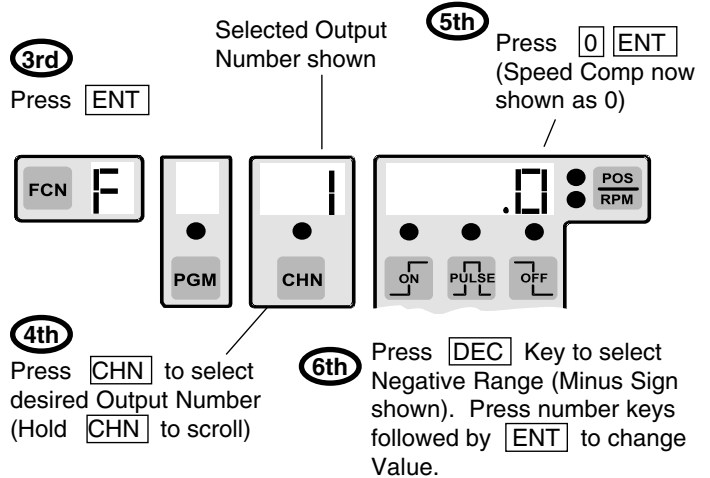 3rd
Press ENT
Selected Output
Number shown
5th
Press 0 ENT
(Speed Comp now
shown as 0)
FCN F
PGM
1
CHN
.0
POS
RPM
ON PULSE OFF
4th
Press CHN to select
desired Output Number
(Hold CHN to scroll)
6th
Press DEC Key to select
Negative Range (Minus Sign
shown). Press number keys
followed by ENT to change
Value.